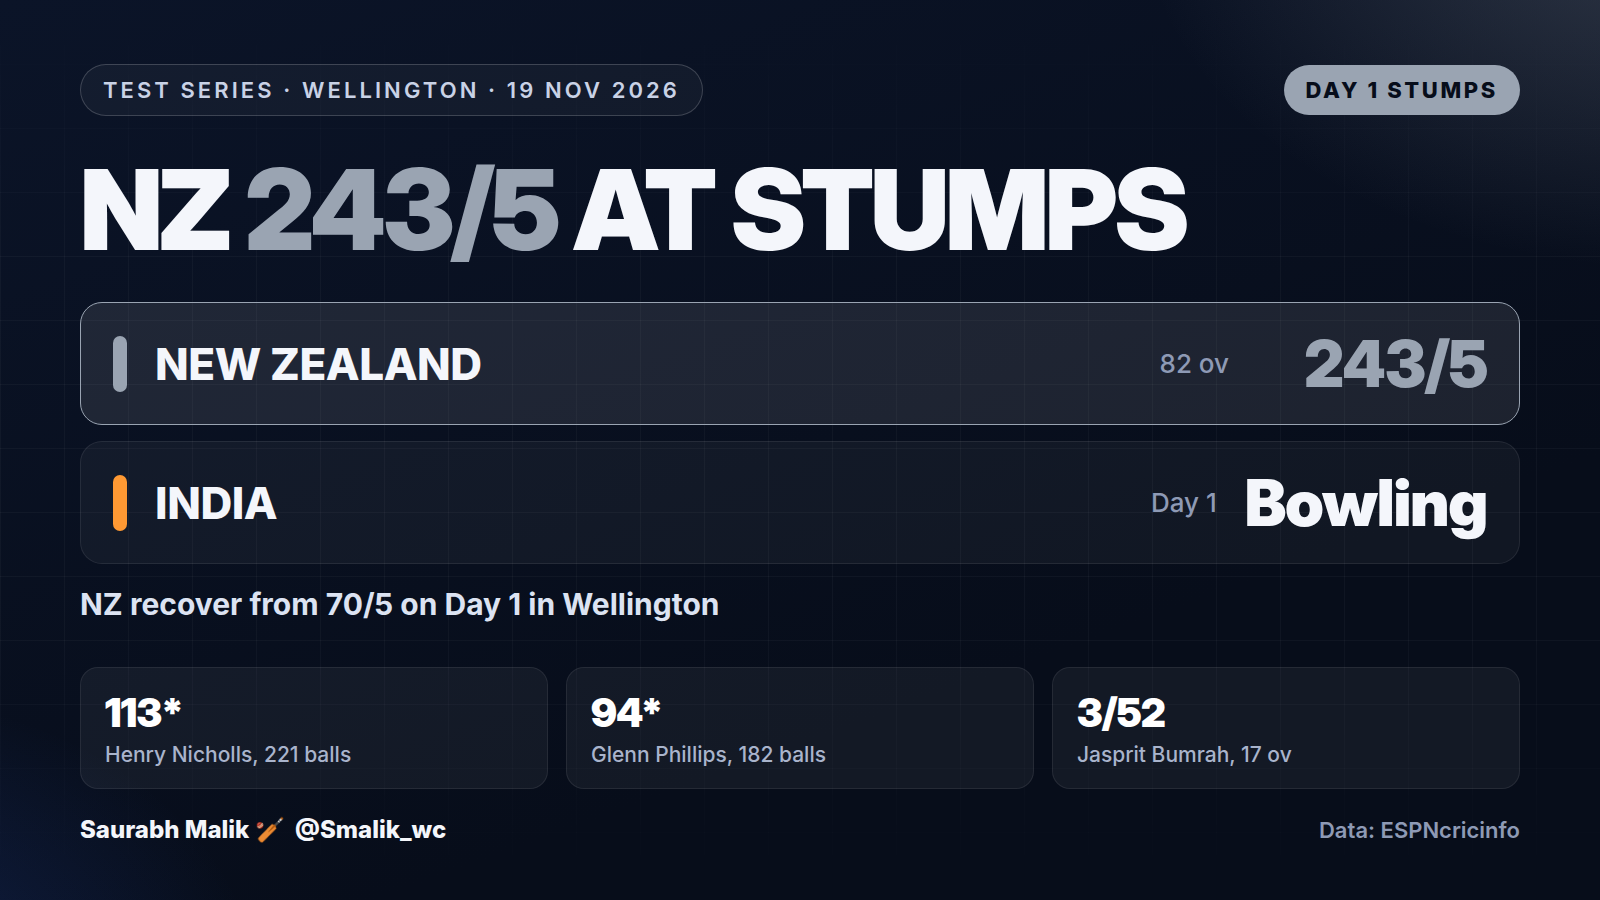 TEST SERIES · WELLINGTON · 19 NOV 2026
DAY 1 STUMPS
NZ 243/5 AT STUMPS
NEW ZEALAND 82 ov 243/5
INDIA Day 1 Bowling
NZ recover from 70/5 on Day 1 in Wellington
113*
Henry Nicholls, 221 balls
94*
Glenn Phillips, 182 balls
3/52
Jasprit Bumrah, 17 ov
Saurabh Malik 🏏 @Smalik_wc
Data: ESPNcricinfo